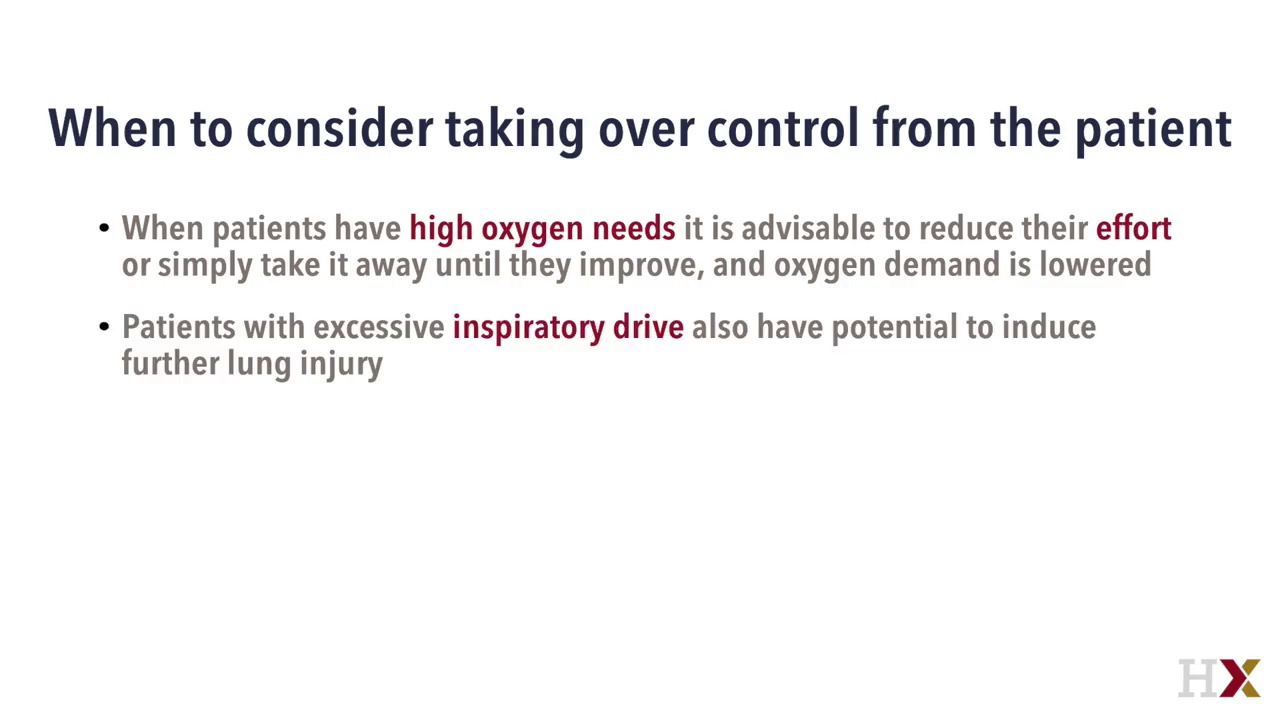 When to consider taking over control from the patient
• When patients have high oxygen needs it is advisable to reduce their effort
or simply take it away until they improve, and oxygen demand is lowered
• Patients with excessive inspiratory drive also have potential to induce
further lung injury
HX